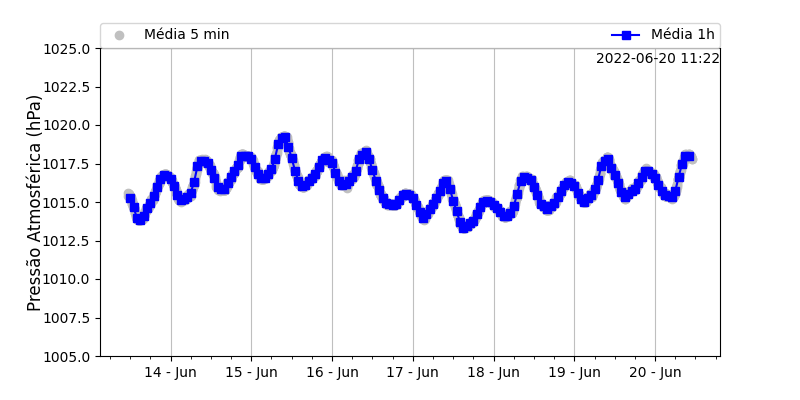 Média 5 min
Média 1h
2022-06-20 11:22
Pressão Atmosférica (hPa)
1025.0
1022.5
1020.0
1017.5
1015.0
1012.5
1010.0
1007.5
1005.0
14 - Jun 15 - Jun 16 - Jun 17 - Jun 18 - Jun 19 - Jun 20 - Jun